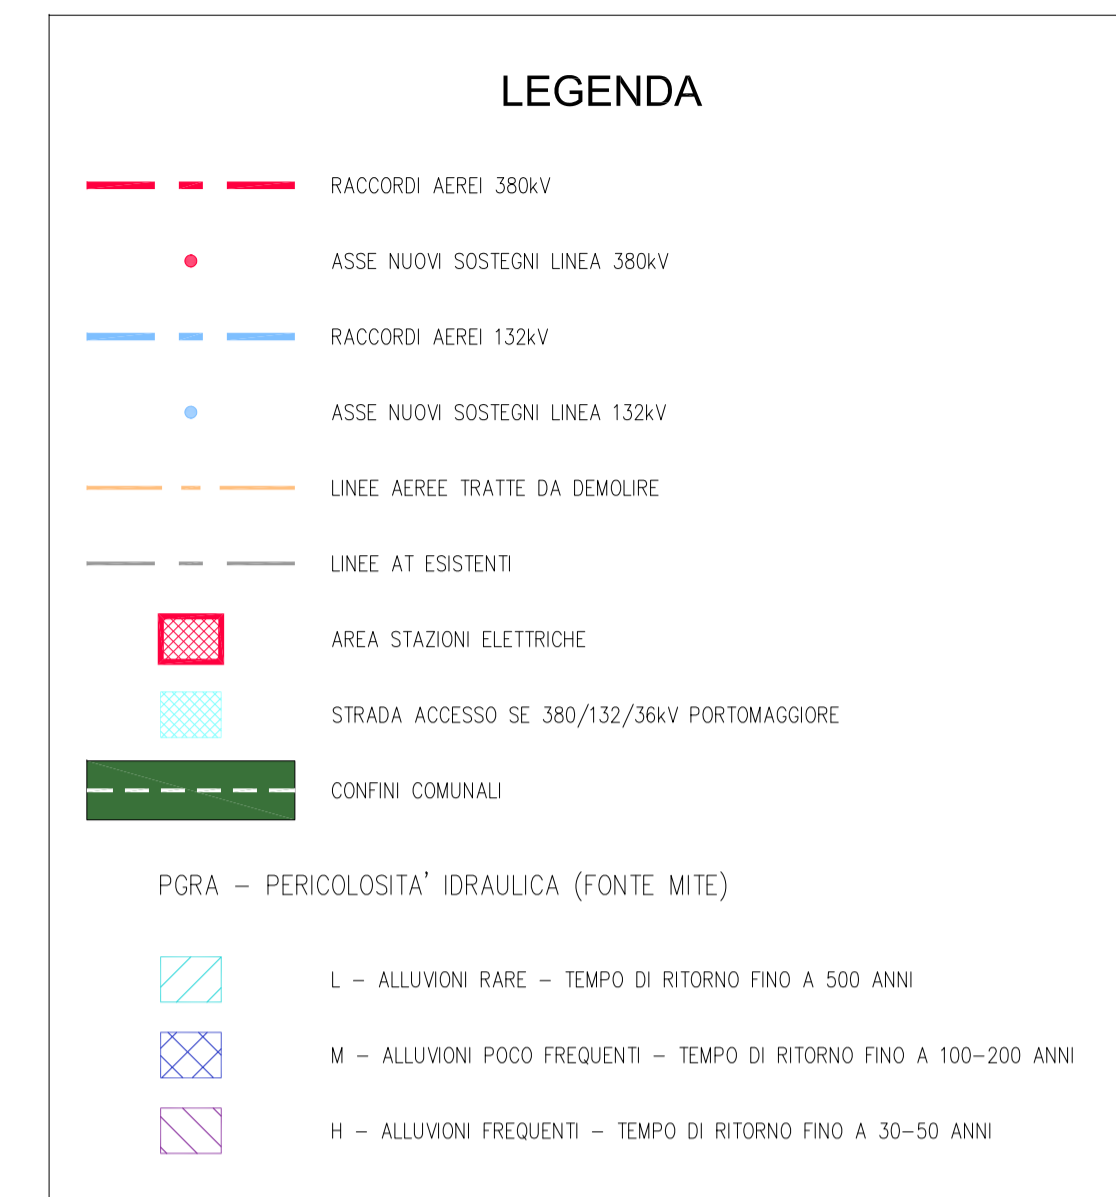 LEGENDA
RACCORDI AEREI 380kV
ASSE NUOVI SOSTEGNI LINEA 380kV
RACCORDI AEREI 132kV
ASSE NUOVI SOSTEGNI LINEA 132kV
LINEE AEREE TRATTE DA DEMOLIRE
LINEE AT ESISTENTI
AREA STAZIONI ELETTRICHE
STRADA ACCESSO SE 380/132/36kV PORTOMAGGIORE
CONFINI COMUNALI
PGRA – PERICOLOSITA' IDRAULICA (FONTE MITE)
L – ALLUVIONI RARE – TEMPO DI RITORNO FINO A 500 ANNI
M – ALLUVIONI POCO FREQUENTI – TEMPO DI RITORNO FINO A 100–200 ANNI
H – ALLUVIONI FREQUENTI – TEMPO DI RITORNO FINO A 30–50 ANNI